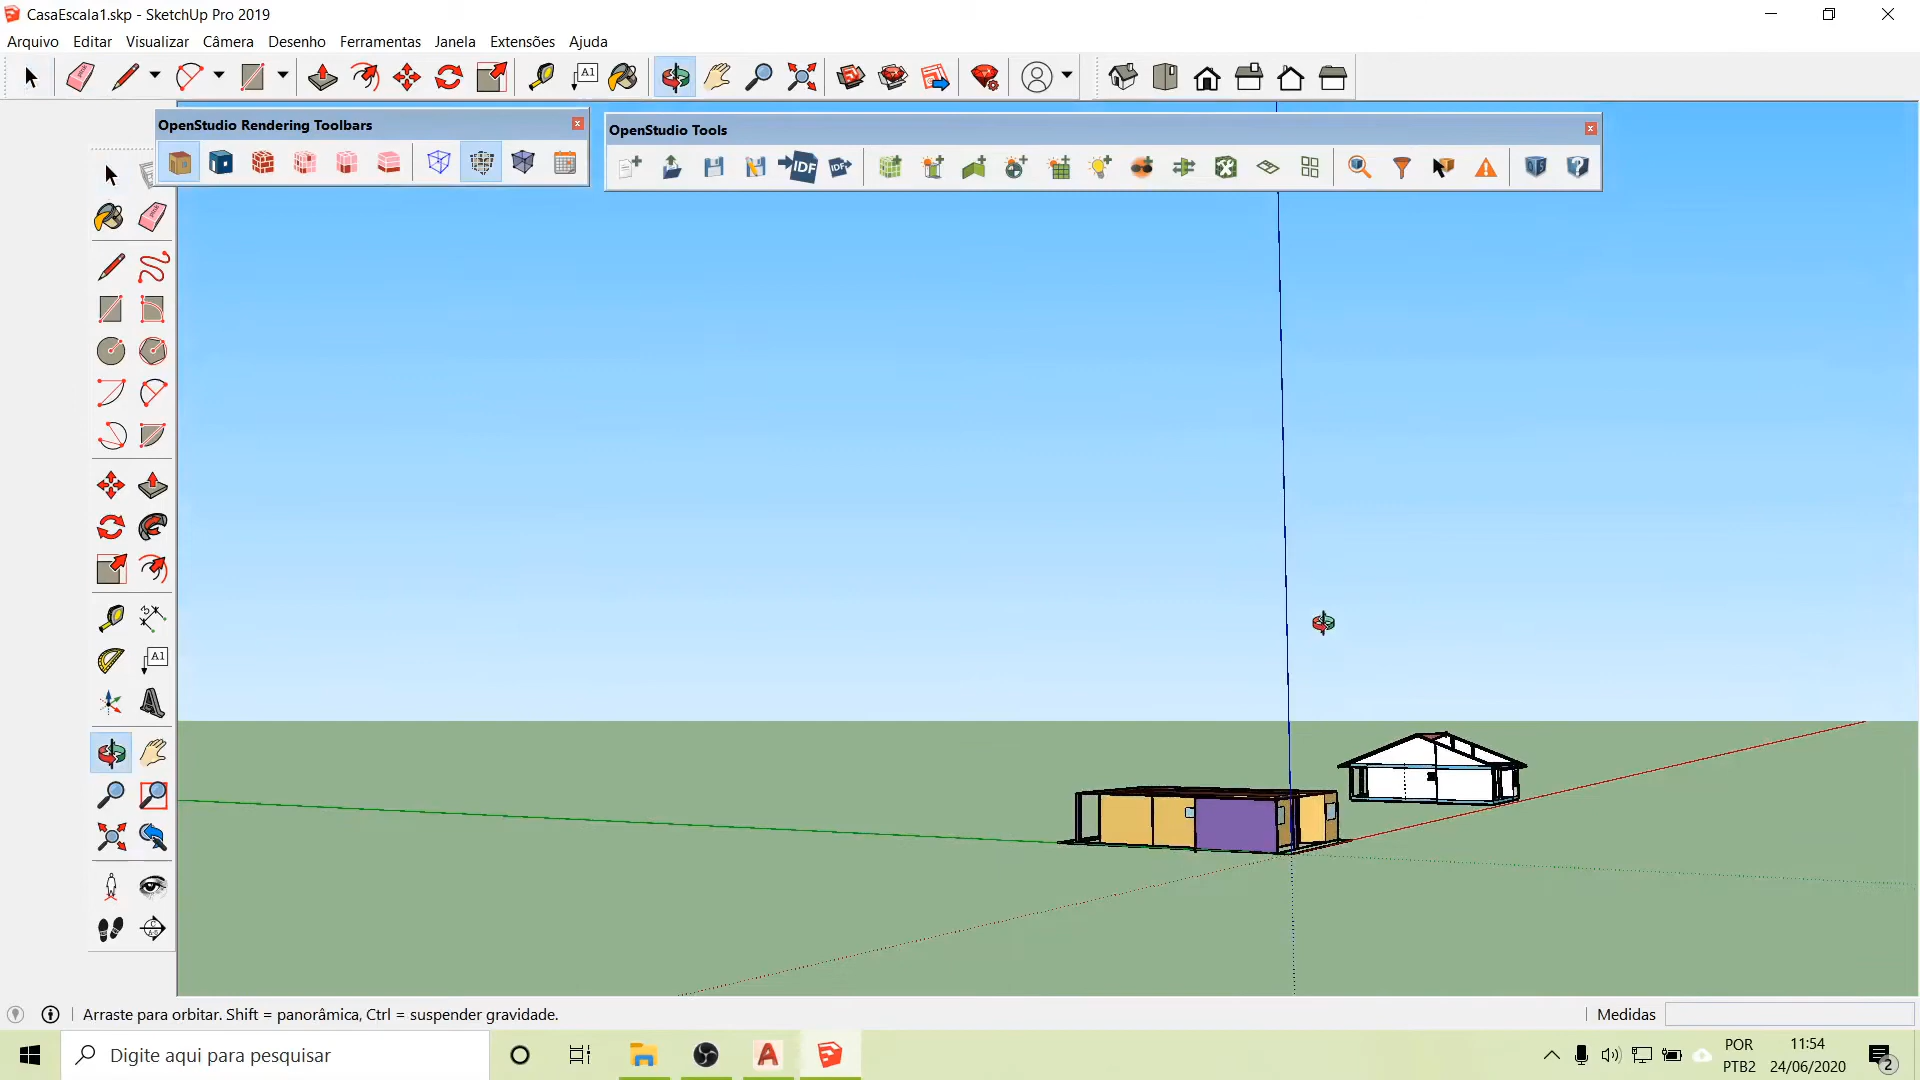 CasaEscala1.skp - SketchUp Pro 2019
Arquivo Editar Visualizar Câmera Desenho Ferramentas Janela Extensões Ajuda
A1
OpenStudio Rendering Toolbars
OpenStudio Tools
IDF
IDF
A1
Arraste para orbitar. Shift = panorâmica, Ctrl = suspender gravidade.
Medidas
Digite aqui para pesquisar
POR
PTB2
11:54
24/06/2020
2